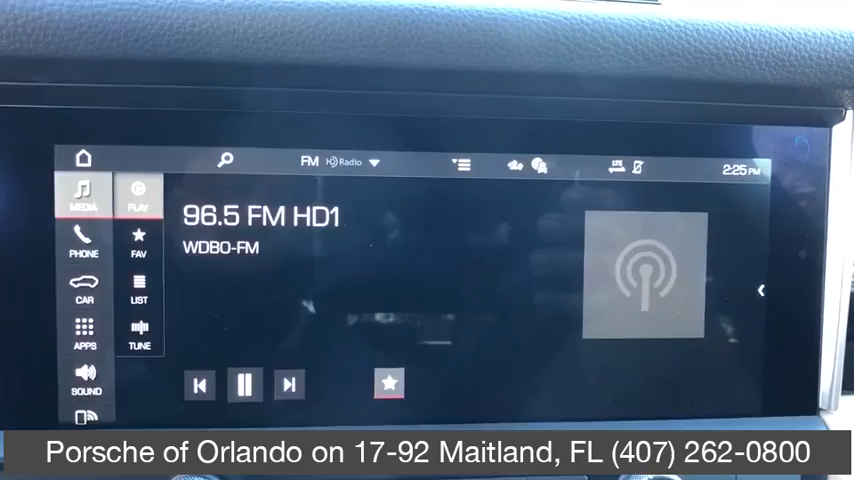 FM HD Radio
LTE
2:25 PM
MEDIA
PLAY
96.5 FM HD1
WDBO-FM
PHONE
FAV
CAR
LIST
APPS
TUNE
SOUND
Porsche of Orlando on 17-92 Maitland, FL (407) 262-0800